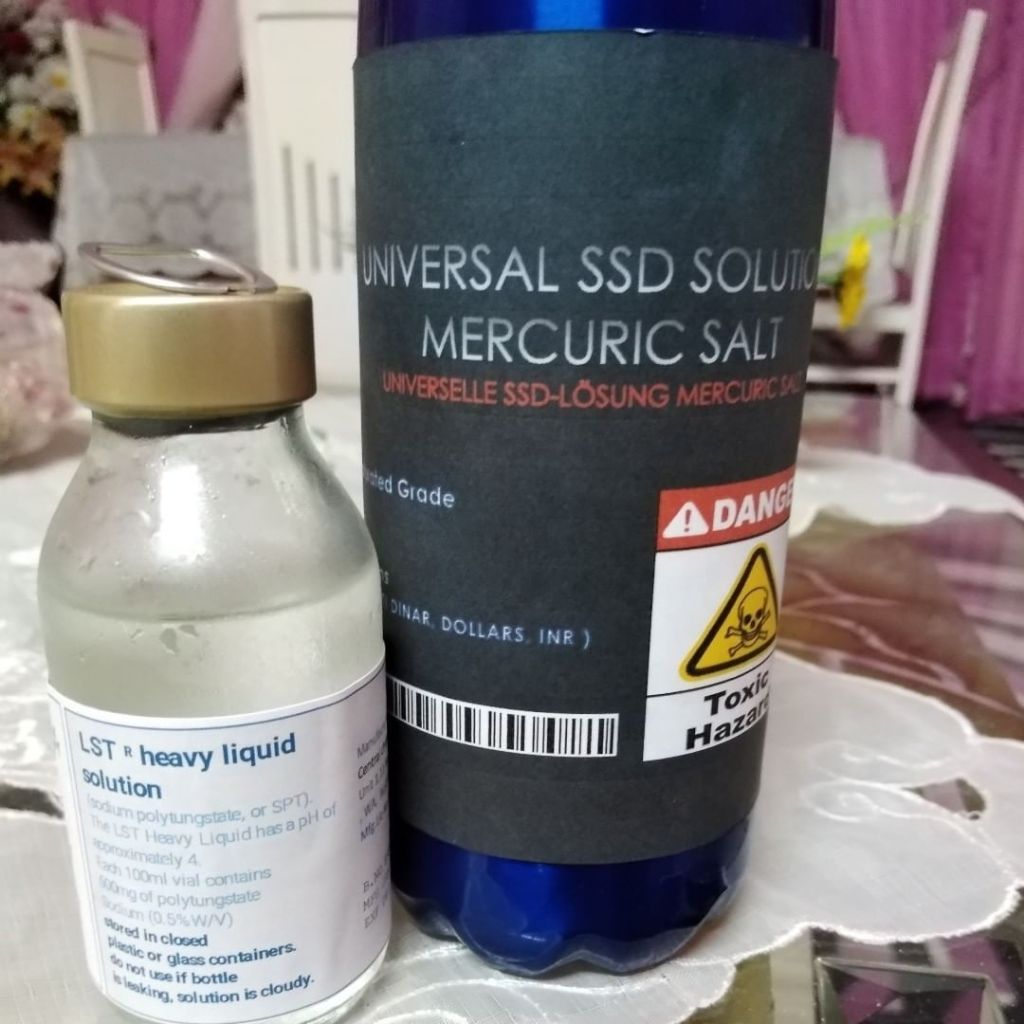 UNIVERSAL SSD SOLUTIO
MERCURIC SALT
UNIVERSELLE SSD-LÖSUNG MERCURIC
Grade
DINAR, DOLLARS, INR )
DANGE
Toxic
Hazar
LST R heavy liquid
solution
(sodium polytungstate, or SPT).
The LST Heavy Liquid has a pH of
approximately 4.
Each 100ml vial contains
500mg of polytungstate
Sodium (0.5% W/V)
stored in closed
plastic or glass containers.
do not use if bottle
is leaking, solution is cloudy.